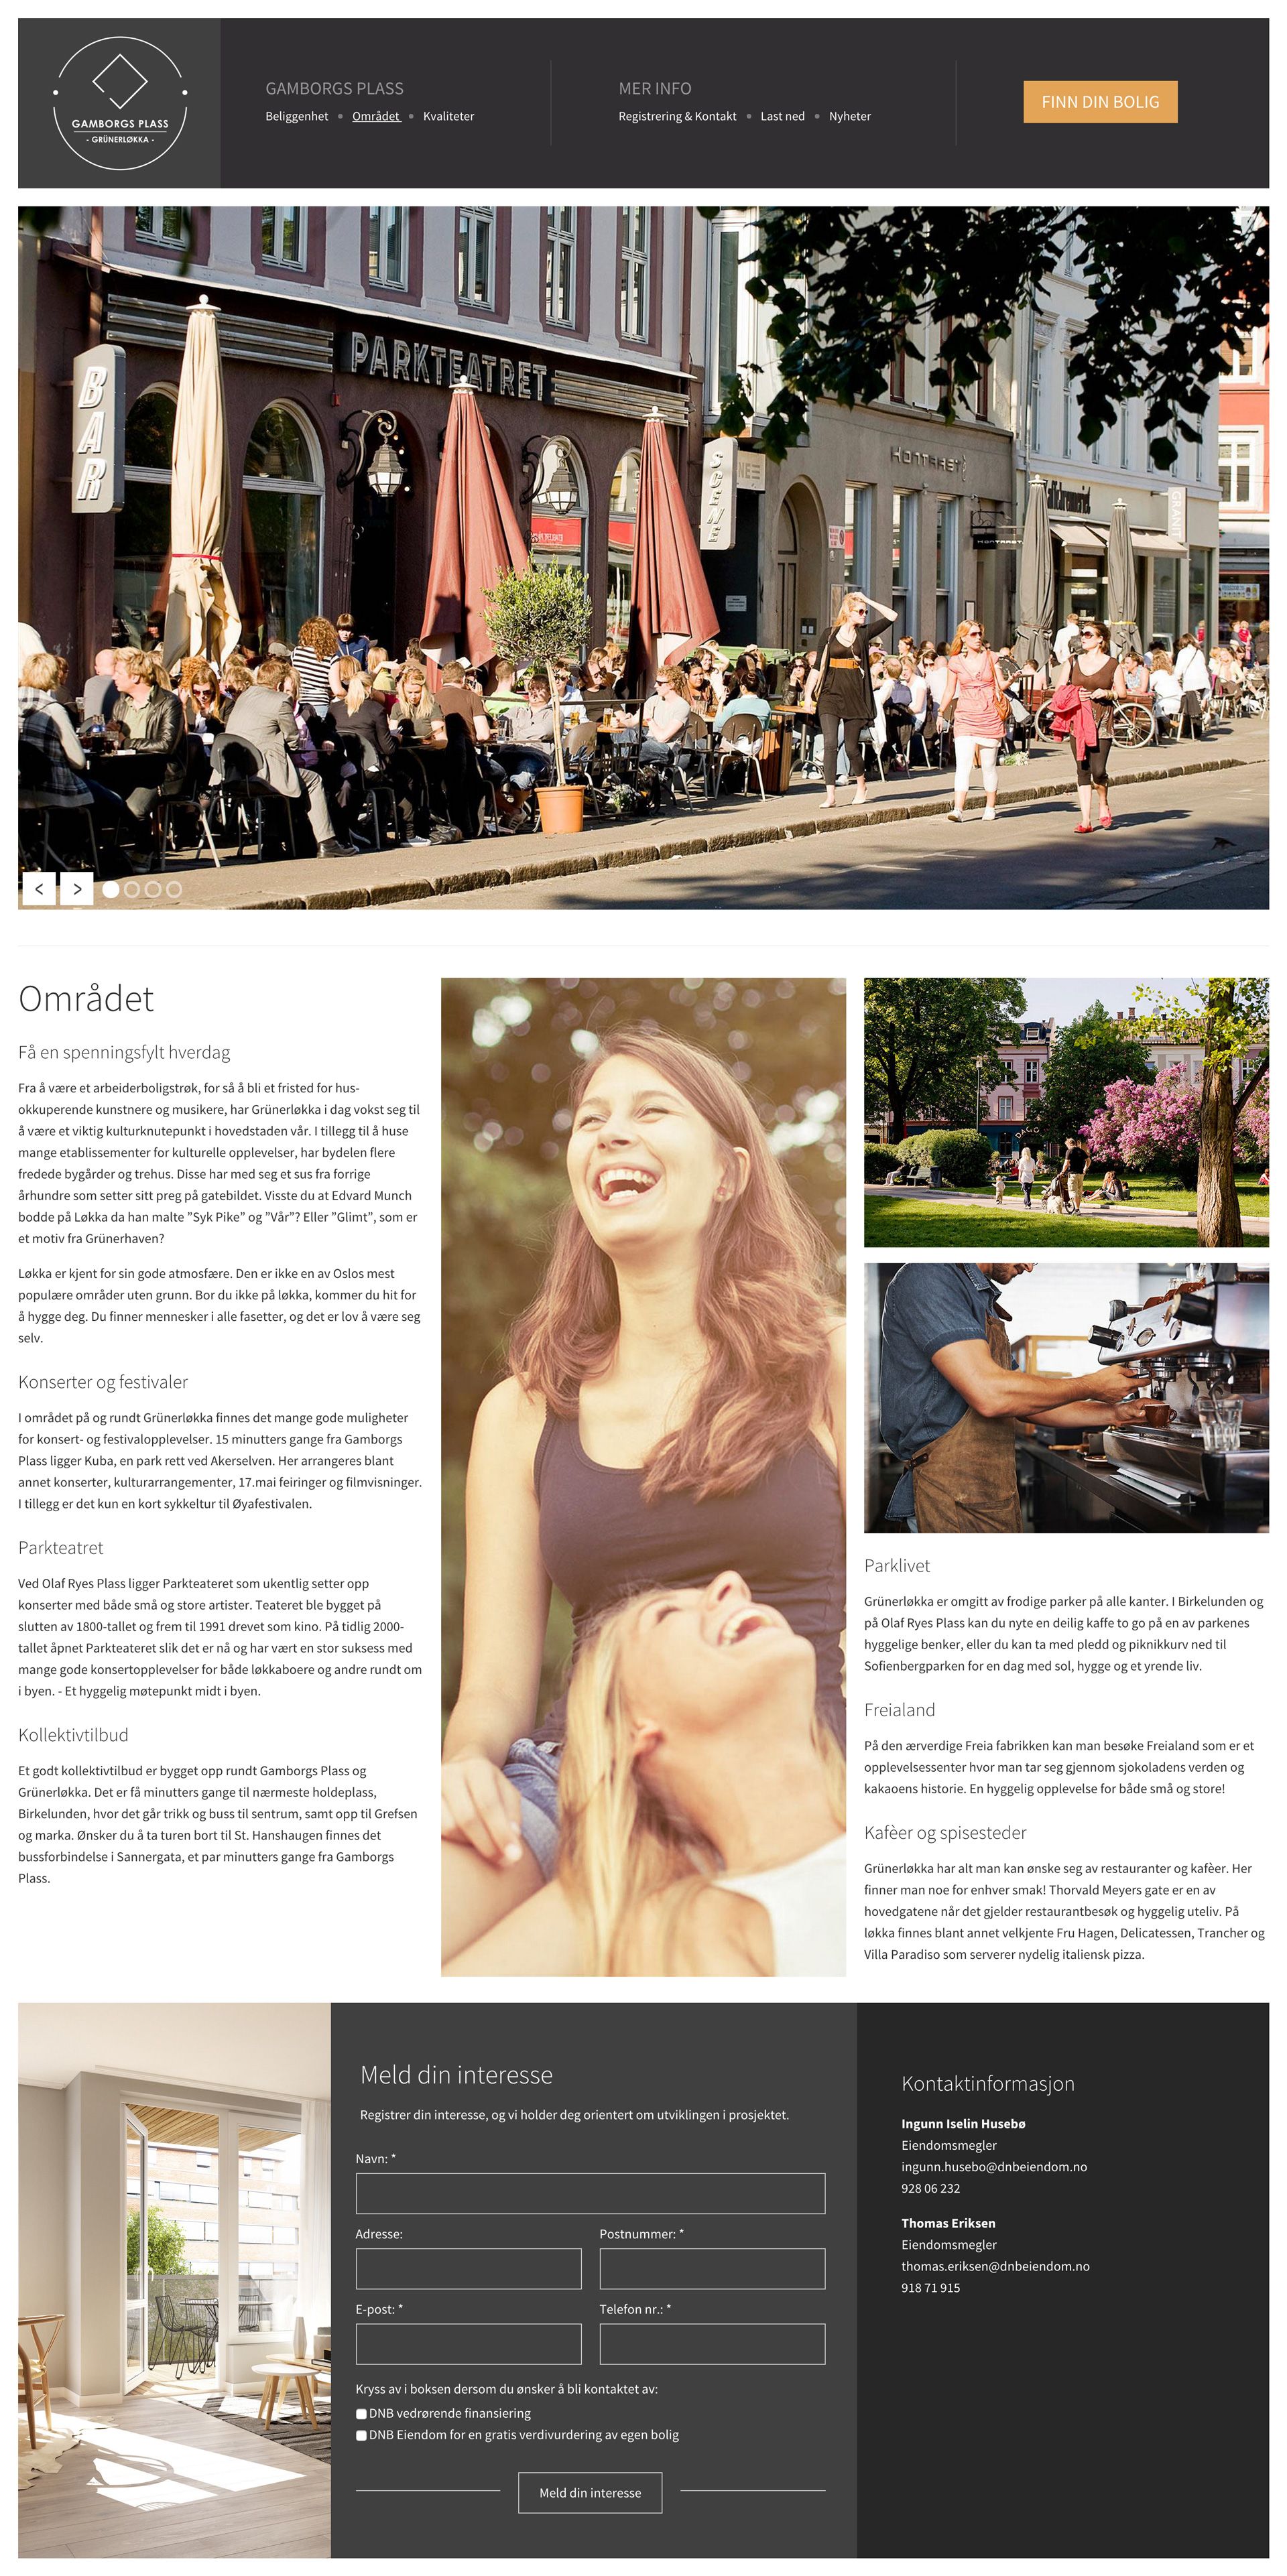 GAMBORGS PLASS
- GRÜNERLØKKA -
GAMBORGS PLASS
Beliggenhet • Området • Kvaliteter
MER INFO
Registrering & Kontakt • Last ned • Nyheter
FINN DIN BOLIG
BAR
PARKTEATRET
SCENE
GRANIT
< >
Området
Få en spenningsfylt hverdag
Fra å være et arbeiderboligstrøk, for så å bli et fristed for hus-
okkuperende kunstnere og musikere, har Grünerløkka i dag vokst seg til
å være et viktig kulturknutepunkt i hovedstaden vår. I tillegg til å huse
mange etablissementer for kulturelle opplevelser, har bydelen flere
fredede bygårder og trehus. Disse har med seg et sus fra forrige
århundre som setter sitt preg på gatebildet. Visste du at Edvard Munch
bodde på Løkka da han malte ”Syk Pike” og ”Vår”? Eller ”Glimt”, som er
et motiv fra Grünerhaven?
Løkka er kjent for sin gode atmosfære. Den er ikke en av Oslos mest
populære områder uten grunn. Bor du ikke på løkka, kommer du hit for
å hygge deg. Du finner mennesker i alle fasetter, og det er lov å være seg
selv.
Konserter og festivaler
I området på og rundt Grünerløkka finnes det mange gode muligheter
for konsert- og festivalopplevelser. 15 minutters gange fra Gamborgs
Plass ligger Kuba, en park rett ved Akerselven. Her arrangeres blant
annet konserter, kulturarrangementer, 17.mai feiringer og filmvisninger.
I tillegg er det kun en kort sykkeltur til Øyafestivalen.
Parkteatret
Ved Olaf Ryes Plass ligger Parkteateret som ukentlig setter opp
konserter med både små og store artister. Teateret ble bygget på
slutten av 1800-tallet og frem til 1991 drevet som kino. På tidlig 2000-
tallet åpnet Parkteateret slik det er nå og har vært en stor suksess med
mange gode konsertopplevelser for både løkkaboere og andre rundt om
i byen. - Et hyggelig møtepunkt midt i byen.
Kollektivtilbud
Et godt kollektivtilbud er bygget opp rundt Gamborgs Plass og
Grünerløkka. Det er få minutters gange til nærmeste holdeplass,
Birkelunden, hvor det går trikk og buss til sentrum, samt opp til Grefsen
og marka. Ønsker du å ta turen bort til St. Hanshaugen finnes det
bussforbindelse i Sannergata, et par minutters gange fra Gamborgs
Plass.
Parklivet
Grünerløkka er omgitt av frodige parker på alle kanter. I Birkelunden og
på Olaf Ryes Plass kan du nyte en deilig kaffe to go på en av parkenes
hyggelige benker, eller du kan ta med pledd og piknikkurv ned til
Sofienbergparken for en dag med sol, hygge og et yrende liv.
Freialand
På den ærverdige Freia fabrikken kan man besøke Freialand som er et
opplevelsessenter hvor man tar seg gjennom sjokoladens verden og
kakaoens historie. En hyggelig opplevelse for både små og store!
Kafèer og spisesteder
Grünerløkka har alt man kan ønske seg av restauranter og kafèer. Her
finner man noe for enhver smak! Thorvald Meyers gate er en av
hovedgatene når det gjelder restaurantbesøk og hyggelig uteliv. På
løkka finnes blant annet velkjente Fru Hagen, Delicatessen, Trancher og
Villa Paradiso som serverer nydelig italiensk pizza.
Meld din interesse
Registrer din interesse, og vi holder deg orientert om utviklingen i prosjektet.
Navn: *
Adresse:
Postnummer: *
E-post: *
Telefon nr.: *
Kryss av i boksen dersom du ønsker å bli kontaktet av:
DNB vedrørende finansiering
DNB Eiendom for en gratis verdivurdering av egen bolig
Meld din interesse
Kontaktinformasjon
Ingunn Iselin Husebø
Eiendomsmegler
ingunn.husebo@dnbeiendom.no
928 06 232
Thomas Eriksen
Eiendomsmegler
thomas.eriksen@dnbeiendom.no
918 71 915